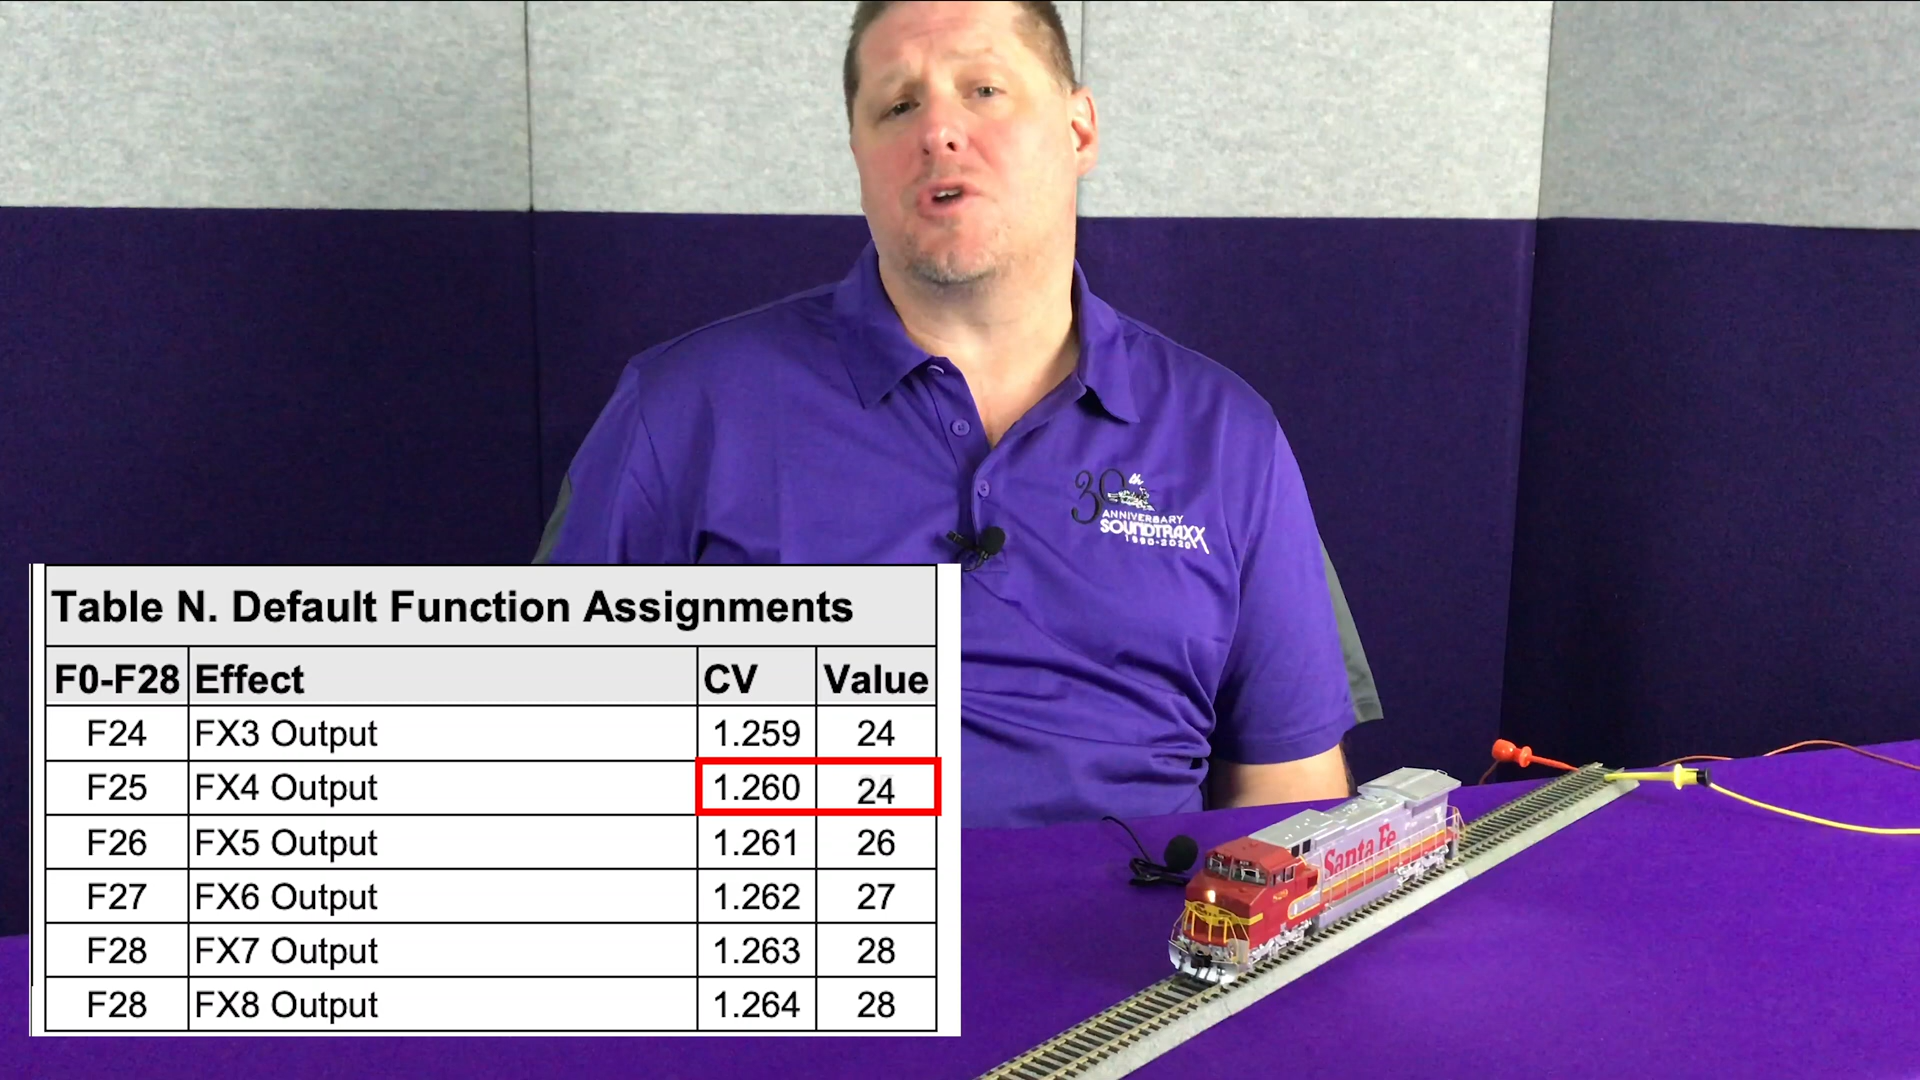 30th
ANNIVERSARY
SOUNDTRAXX
1990-2020
Table N. Default Function Assignments
F0-F28 Effect CV Value
F24 FX3 Output 1.259 24
F25 FX4 Output 1.260 24
F26 FX5 Output 1.261 26
F27 FX6 Output 1.262 27
F28 FX7 Output 1.263 28
F28 FX8 Output 1.264 28
Santa Fe